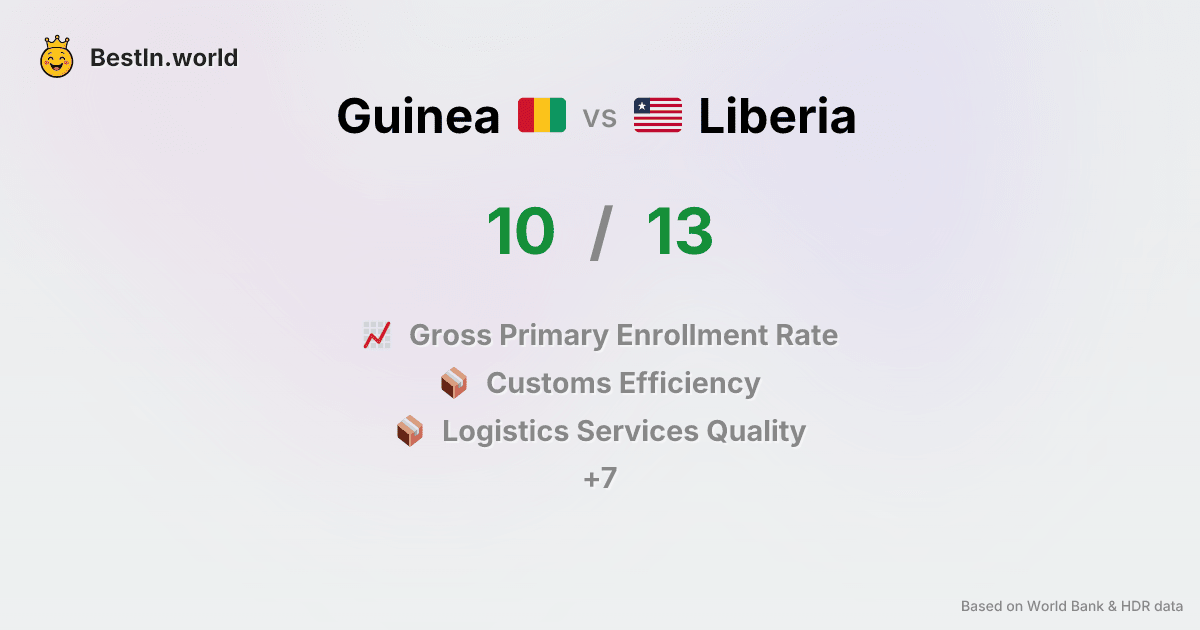 BestIn.world
Guinea vs Liberia
10 / 13
Gross Primary Enrollment Rate
Customs Efficiency
Logistics Services Quality
+7
Based on World Bank & HDR data